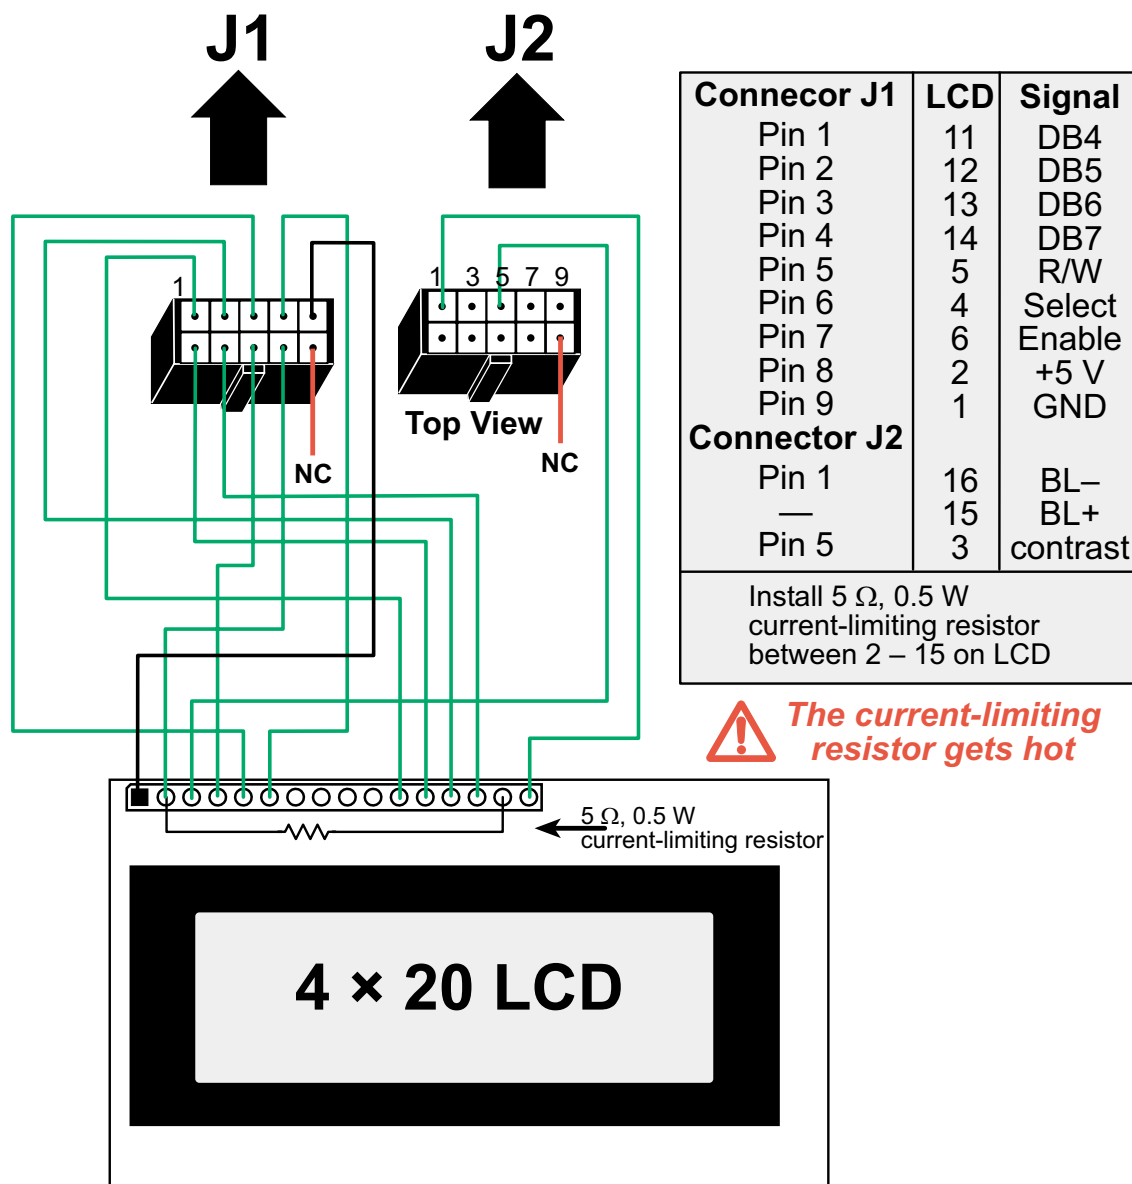 J1 J2
1
1 3 5 7 9
Top View
NC
NC
Connecor J1 LCD Signal
Pin 1 11 DB4
Pin 2 12 DB5
Pin 3 13 DB6
Pin 4 14 DB7
Pin 5 5 R/W
Pin 6 4 Select
Pin 7 6 Enable
Pin 8 2 +5 V
Pin 9 1 GND
Connector J2
Pin 1 16 BL–
— 15 BL+
Pin 5 3 contrast
Install 5 Ω, 0.5 W
current-limiting resistor
between 2 – 15 on LCD
The current-limiting
resistor gets hot
5 Ω, 0.5 W
current-limiting resistor
4 × 20 LCD